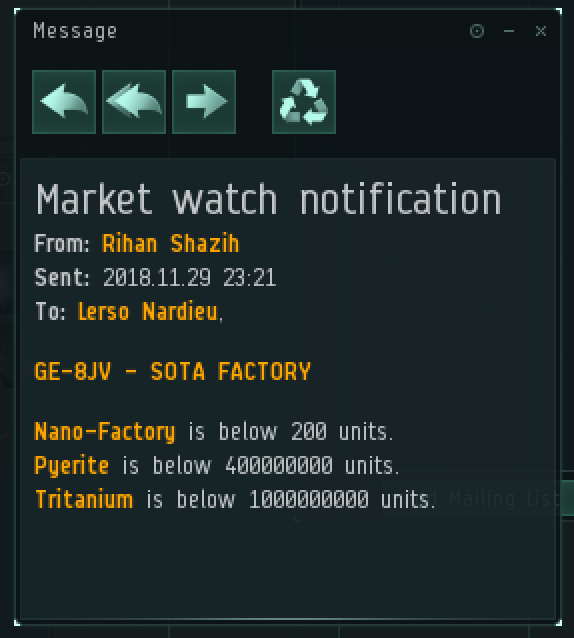 Message
Market watch notification
From: Rihan Shazih
Sent: 2018.11.29 23:21
To: Lerso Nardieu,
GE-8JV - SOTA FACTORY
Nano-Factory is below 200 units.
Pyerite is below 400000000 units.
Tritanium is below 1000000000 units.
Mailing list